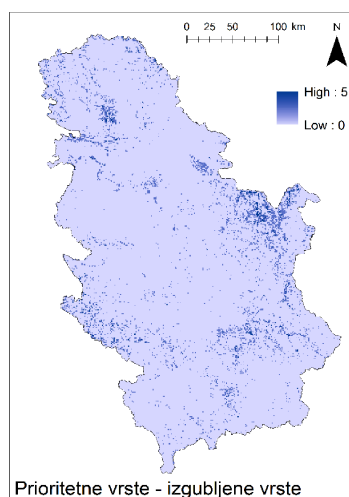 0 25 50 100 km
N
High : 5
Low : 0
Prioritetne vrste - izgubljene vrste